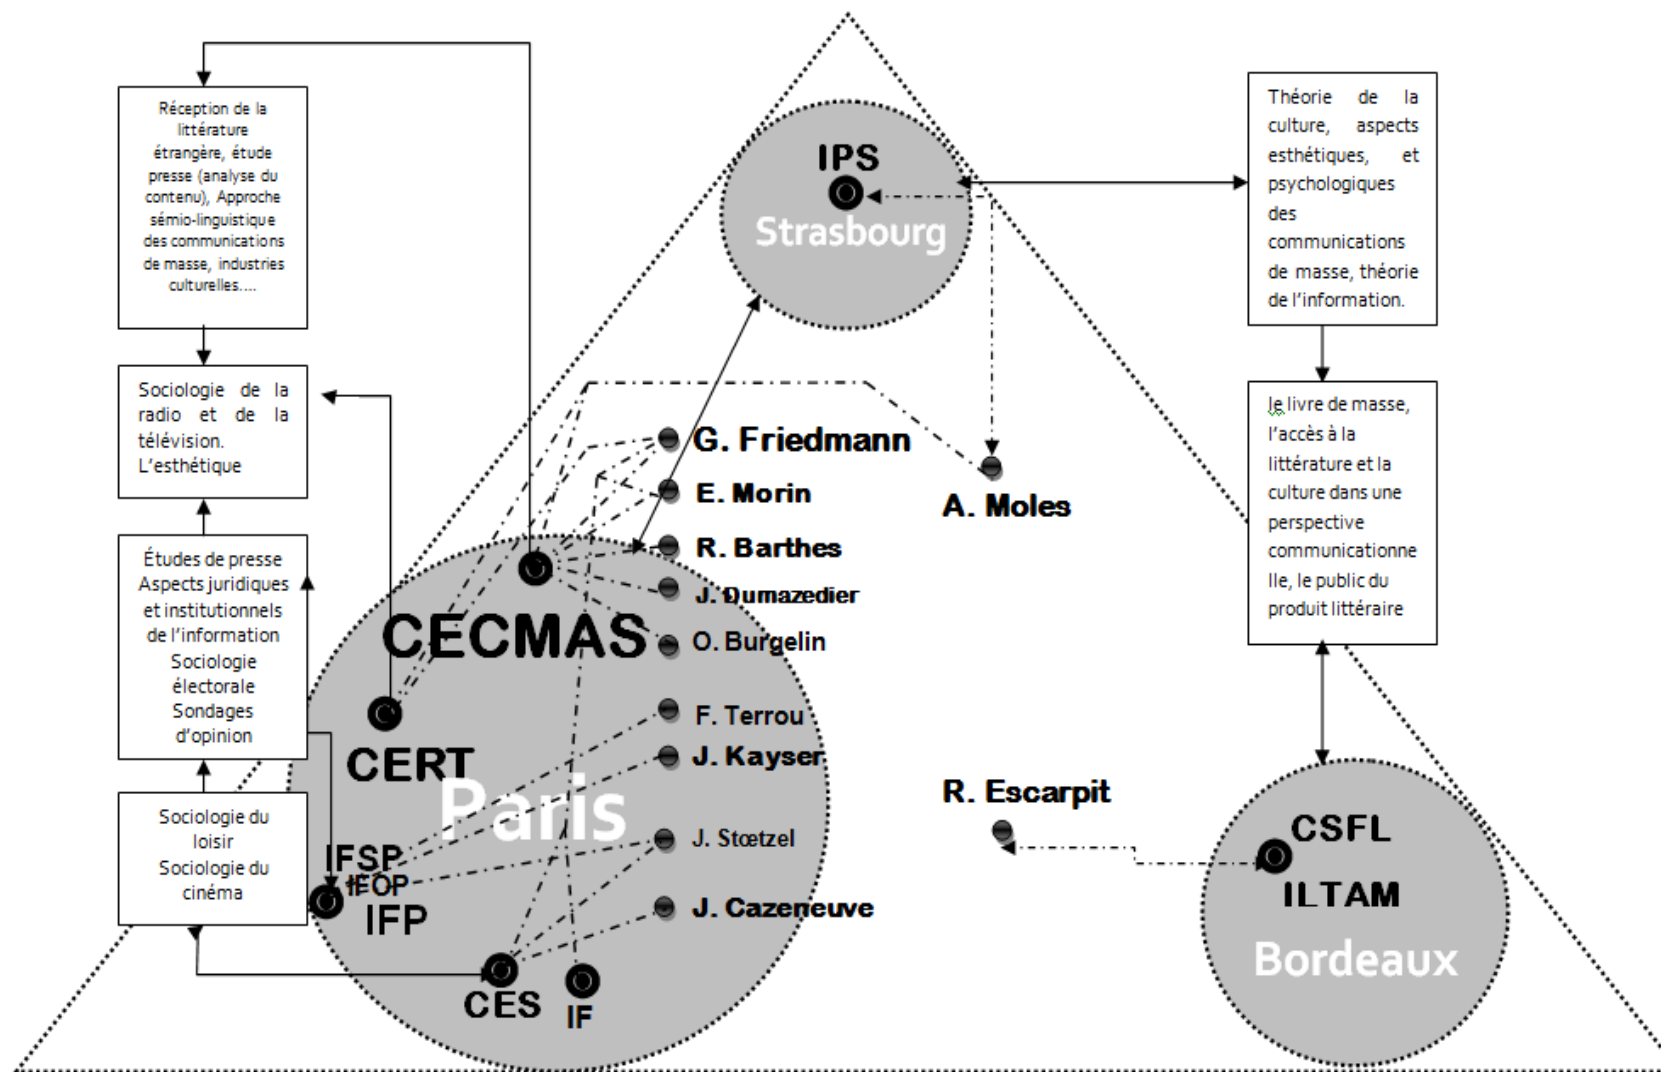 Réception de la
littérature
étrangère, étude
presse (analyse du
contenu), Approche
sémio-linguistique
des communications
de masse, industries
culturelles....
Sociologie de la
radio et de la
télévision.
L’esthétique
Études de presse
Aspects juridiques
et institutionnels
de l’information
Sociologie
électorale
Sondages
d’opinion
Sociologie du
loisir
Sociologie du
cinéma
IPS
Strasbourg
G. Friedmann
E. Morin
R. Barthes
J. Dumazedier
O. Burgelin
F. Terrou
J. Kayser
J. Stœtzel
J. Cazeneuve
CECMAS
CERT
Paris
IFSP
IFOP
IFP
CES
IF
A. Moles
R. Escarpit
Théorie de la
culture, aspects
esthétiques, et
psychologiques
des
communications
de masse, théorie
de l’information.
le livre de masse,
l’accès à la
littérature et la
culture dans une
perspective
communicationne
lle, le public du
produit littéraire
CSFL
ILTAM
Bordeaux